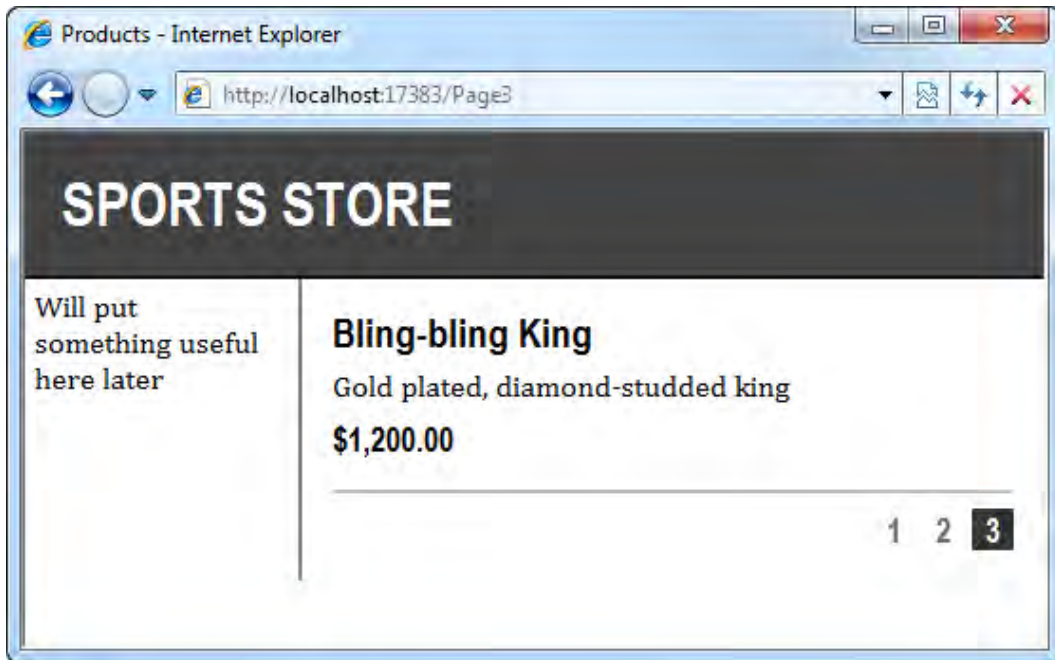 Products - Internet Explorer
http://localhost:17383/Page3
SPORTS STORE
Will put
something useful
here later
Bling-bling King
Gold plated, diamond-studded king
$1,200.00
1 2 3